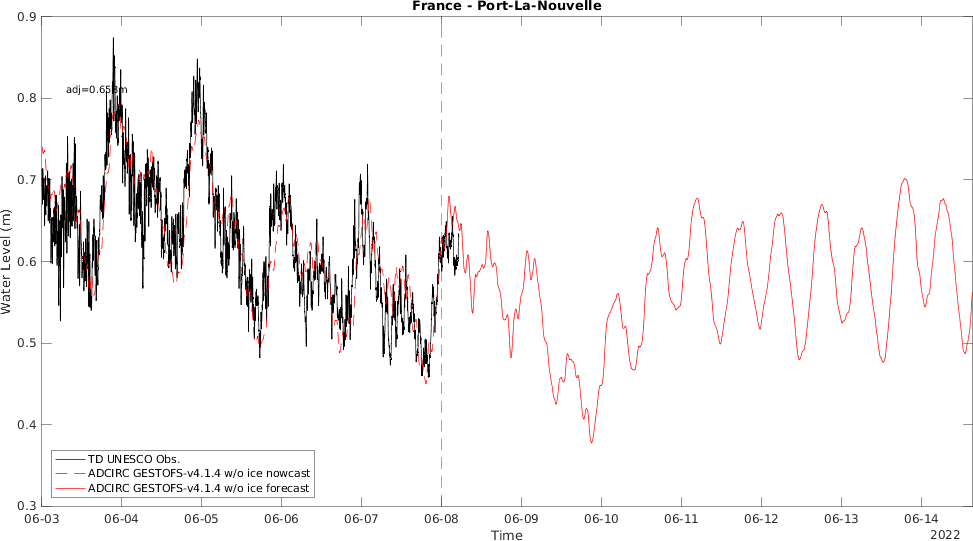 France - Port-La-Nouvelle
0.9
0.8
0.7
0.6
0.5
0.4
0.3
Water Level (m)
TD UNESCO Obs.
ADCIRC GESTOFS-v4.1.4 w/o ice nowcast
ADCIRC GESTOFS-v4.1.4 w/o ice forecast
06-03 06-04 06-05 06-06 06-07 06-08 06-09 06-10 06-11 06-12 06-13 06-14
Time
2022